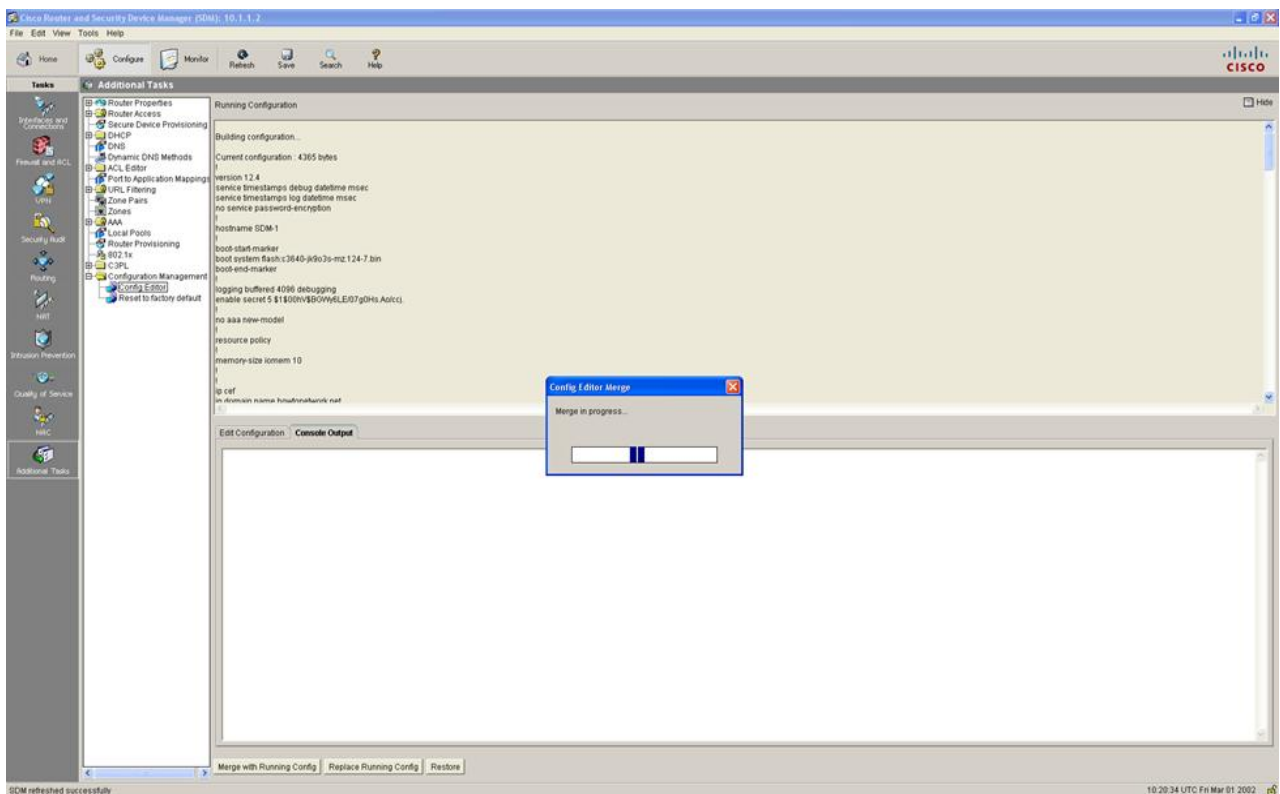 Cisco Router and Security Device Manager (SDM): 10.1.1.2
File Edit View Tools Help
Home Configure Monitor Refresh Save Search Help
CISCO
Tasks
Additional Tasks
Interfaces and Connections
Firewall and ACL
VPN
Security Audit
Routing
NAT
Intrusion Prevention
Quality of Service
NAC
Additional Tasks
Router Properties
Router Access
Secure Device Provisioning
DHCP
DNS
Dynamic DNS Methods
ACL Editor
Port to Application Mappings
URL Filtering
Zone Pairs
Zones
AAA
Local Pools
Router Provisioning
802.1x
C3PL
Configuration Management
Config Editor
Reset to factory default
Running Configuration
Hide
Building configuration...
Current configuration : 4365 bytes
!
version 12.4
service timestamps debug datetime msec
service timestamps log datetime msec
no service password-encryption
!
hostname SDM-1
!
boot-start-marker
boot system flash:c3640-jk9o3s-mz.124-7.bin
boot-end-marker
!
logging buffered 4096 debugging
enable secret 5
!
no aaa new-model
!
resource policy
!
memory-size iomem 10
!
!
ip cef
ip domain name howtonetwork.net
Config Editor Merge
Merge in progress...
Edit Configuration Console Output
Merge with Running Config Replace Running Config Restore
SDM refreshed successfully
10:20:34 UTC Fri Mar 01 2002